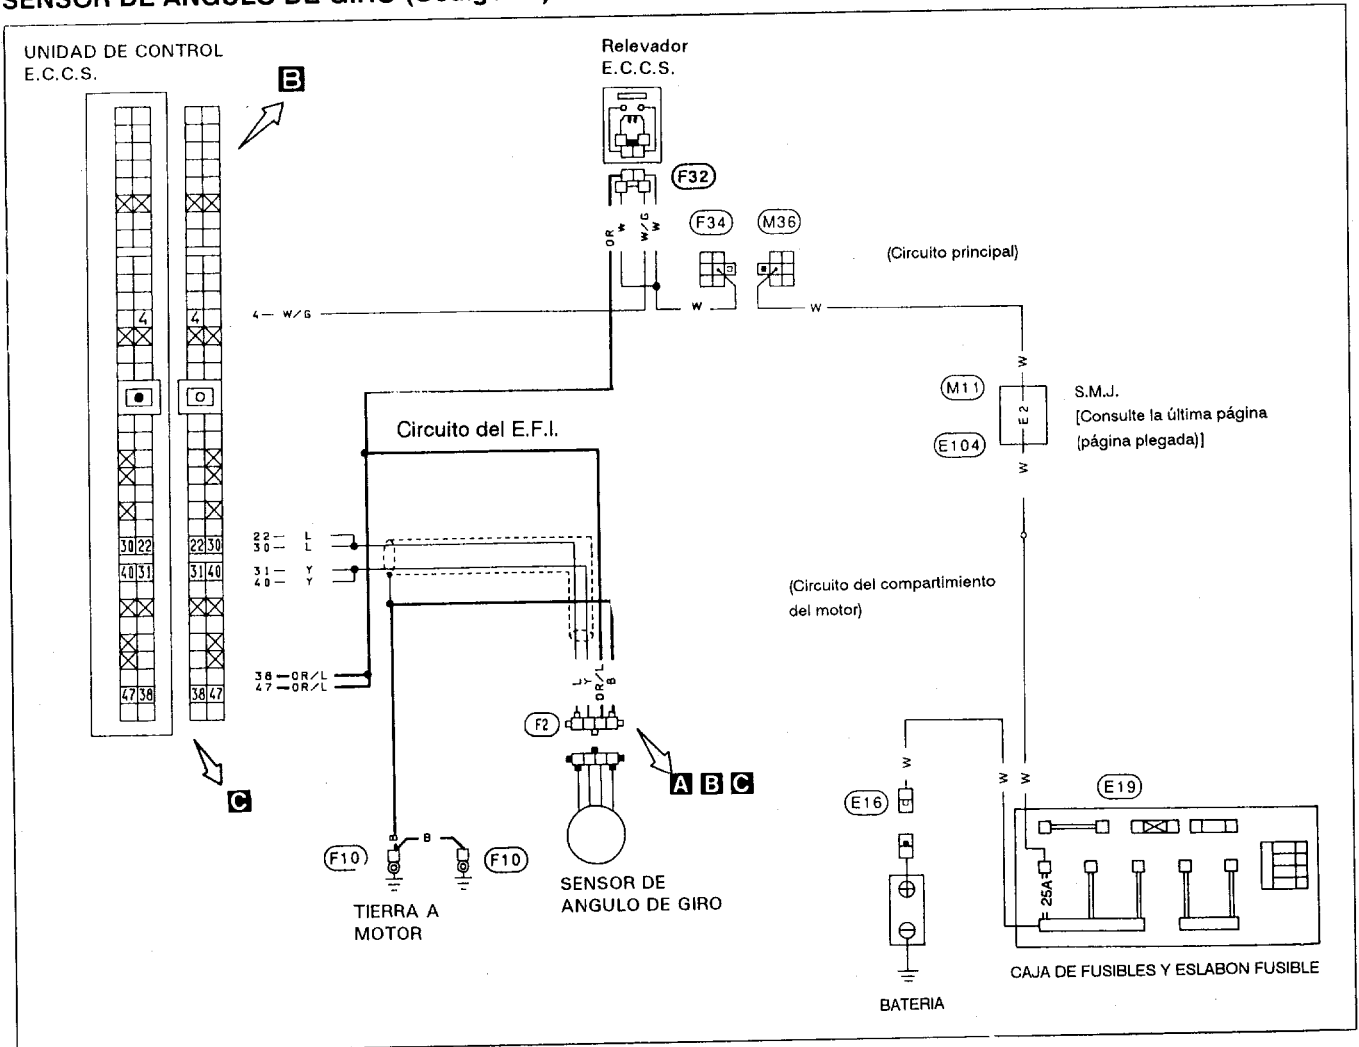 SENSOR DE ANGULO DE GIRO
UNIDAD DE CONTROL
E.C.C.S.
B
Relevador
E.C.C.S.
F32
OR
W
W/G
W
F34
M36
(Circuito principal)
4
4
4 — W/G
W
W
W
M11
E 2
S.M.J.
[Consulte la última página
(página plegada)]
E104
W
Circuito del E.F.I.
30 22
22 30
40 31
31 40
22 — L
30 — L
31 — Y
40 — Y
(Circuito del compartimiento
del motor)
47 38
38 47
38 — OR/L
47 — OR/L
L
Y
OR/L
B
F2
A B C
C
W
W
W
E16
E19
25A
F10
B
F10
TIERRA A
MOTOR
SENSOR DE
ANGULO DE GIRO
BATERIA
CAJA DE FUSIBLES Y ESLABON FUSIBLE